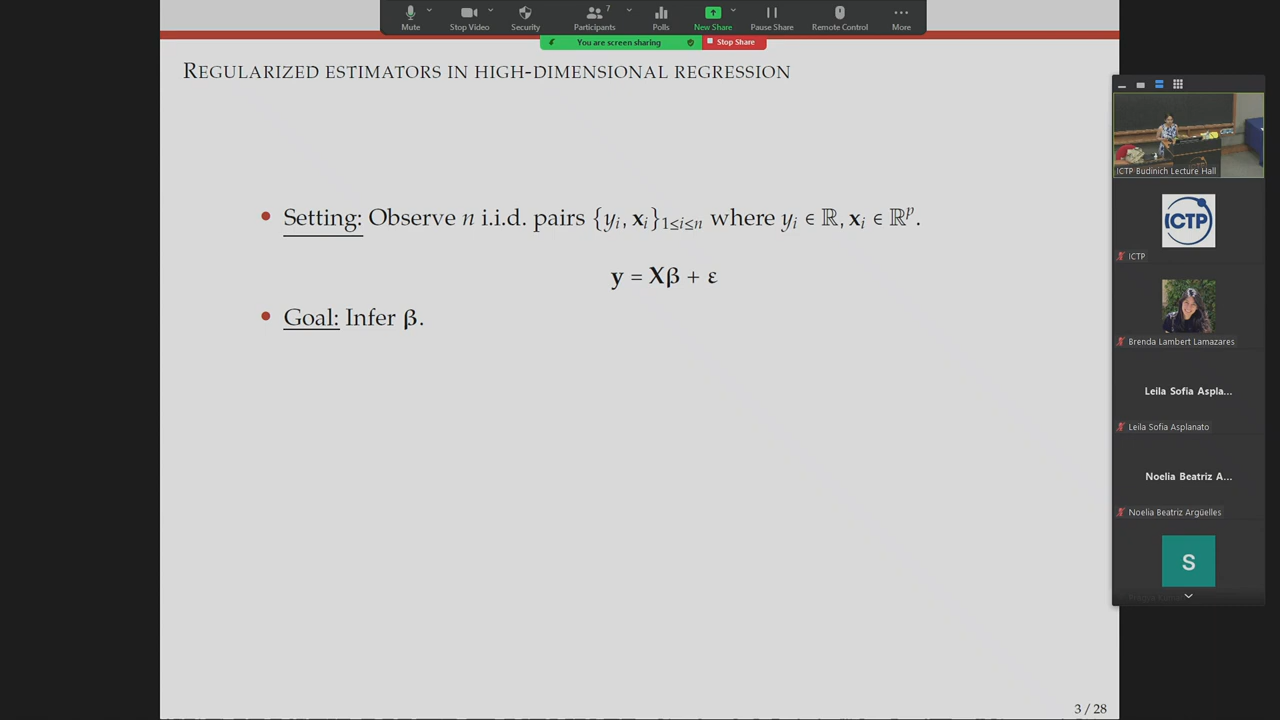 Mute
Stop Video
Security
Participants
7
Polls
New Share
Pause Share
Remote Control
More
You are screen sharing
Stop Share
REGULARIZED ESTIMATORS IN HIGH-DIMENSIONAL REGRESSION
• Setting: Observe n i.i.d. pairs {yᵢ, xᵢ}₁≤ᵢ≤ₙ where yᵢ ∈ ℝ, xᵢ ∈ ℝᵖ.
y = Xβ + ε
• Goal: Infer β.
3 / 28
ICTP Budinich Lecture Hall
ICTP
ICTP
Brenda Lambert Lamazares
Leila Sofia Aspla...
Leila Sofia Asplanato
Noelia Beatriz A...
Noelia Beatriz Argüelles
S